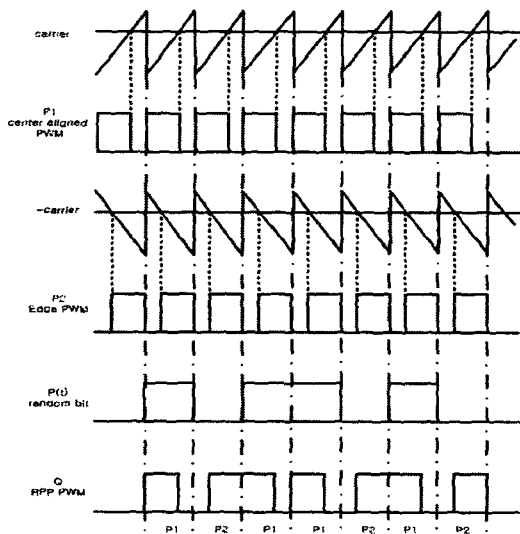 carrier
P1
center aligned
PWM
-carrier
P2
Edge PWM
P(t)
random bit
Q
RPP PWM
P1 P2 P1 P1 P2 P1 P2